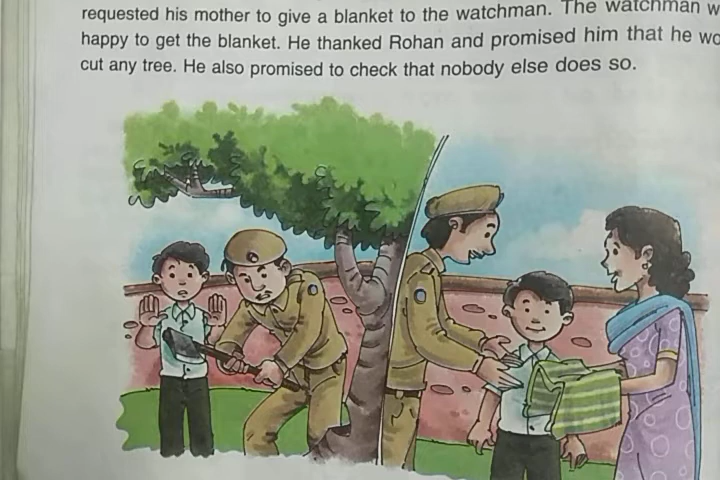 requested his mother to give a blanket to the watchman. The watchman
happy to get the blanket. He thanked Rohan and promised him that he
cut any tree. He also promised to check that nobody else does so.